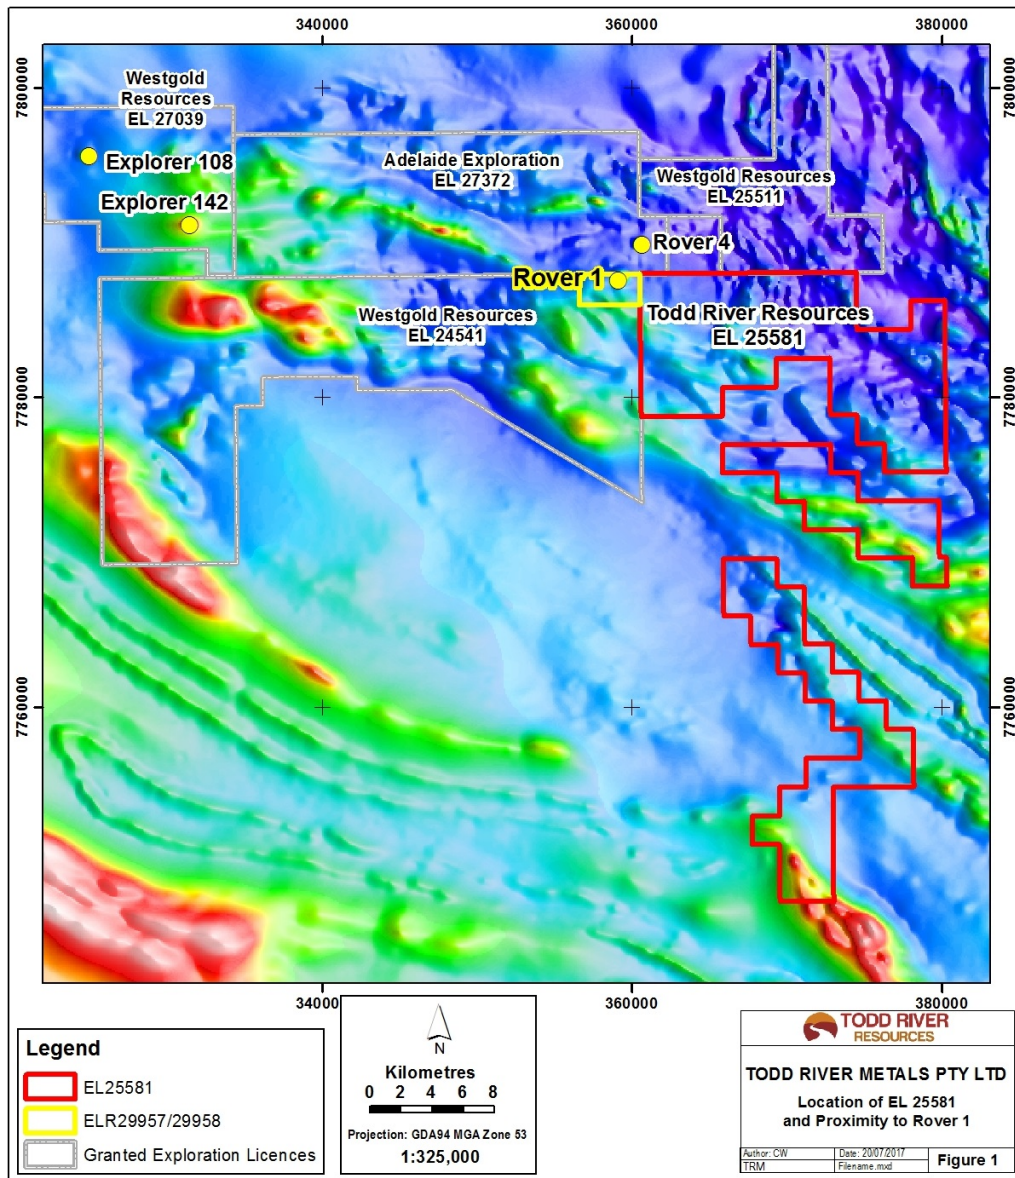 340000 360000 380000
7800000
7800000
Westgold
Resources
EL 27039
Explorer 108
Explorer 142
Adelaide Exploration
EL 27372
Westgold Resources
EL 25511
Rover 4
Rover 1
Westgold Resources
EL 24541
Todd River Resources
EL 25581
7780000
7780000
7760000
7760000
340000 360000 380000
Legend
EL25581
ELR29957/29958
Granted Exploration Licences
N
Kilometres
0 2 4 6 8
Projection: GDA94 MGA Zone 53
1:325,000
TODD RIVER
RESOURCES
TODD RIVER METALS PTY LTD
Location of EL 25581
and Proximity to Rover 1
Author: CW Date: 20/07/2017
TRM Filename.mxd
Figure 1